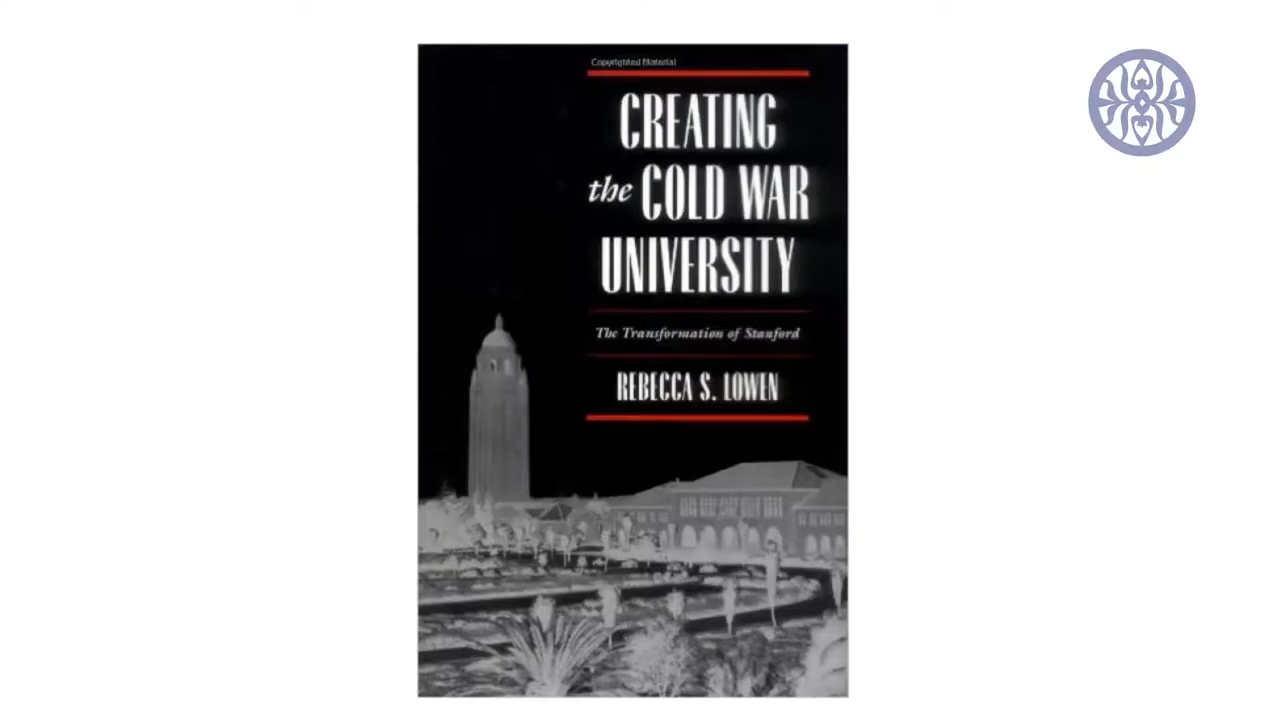 Copyrighted Material
CREATING
the COLD WAR
UNIVERSITY
The Transformation of Stanford
REBECCA S. LOWEN